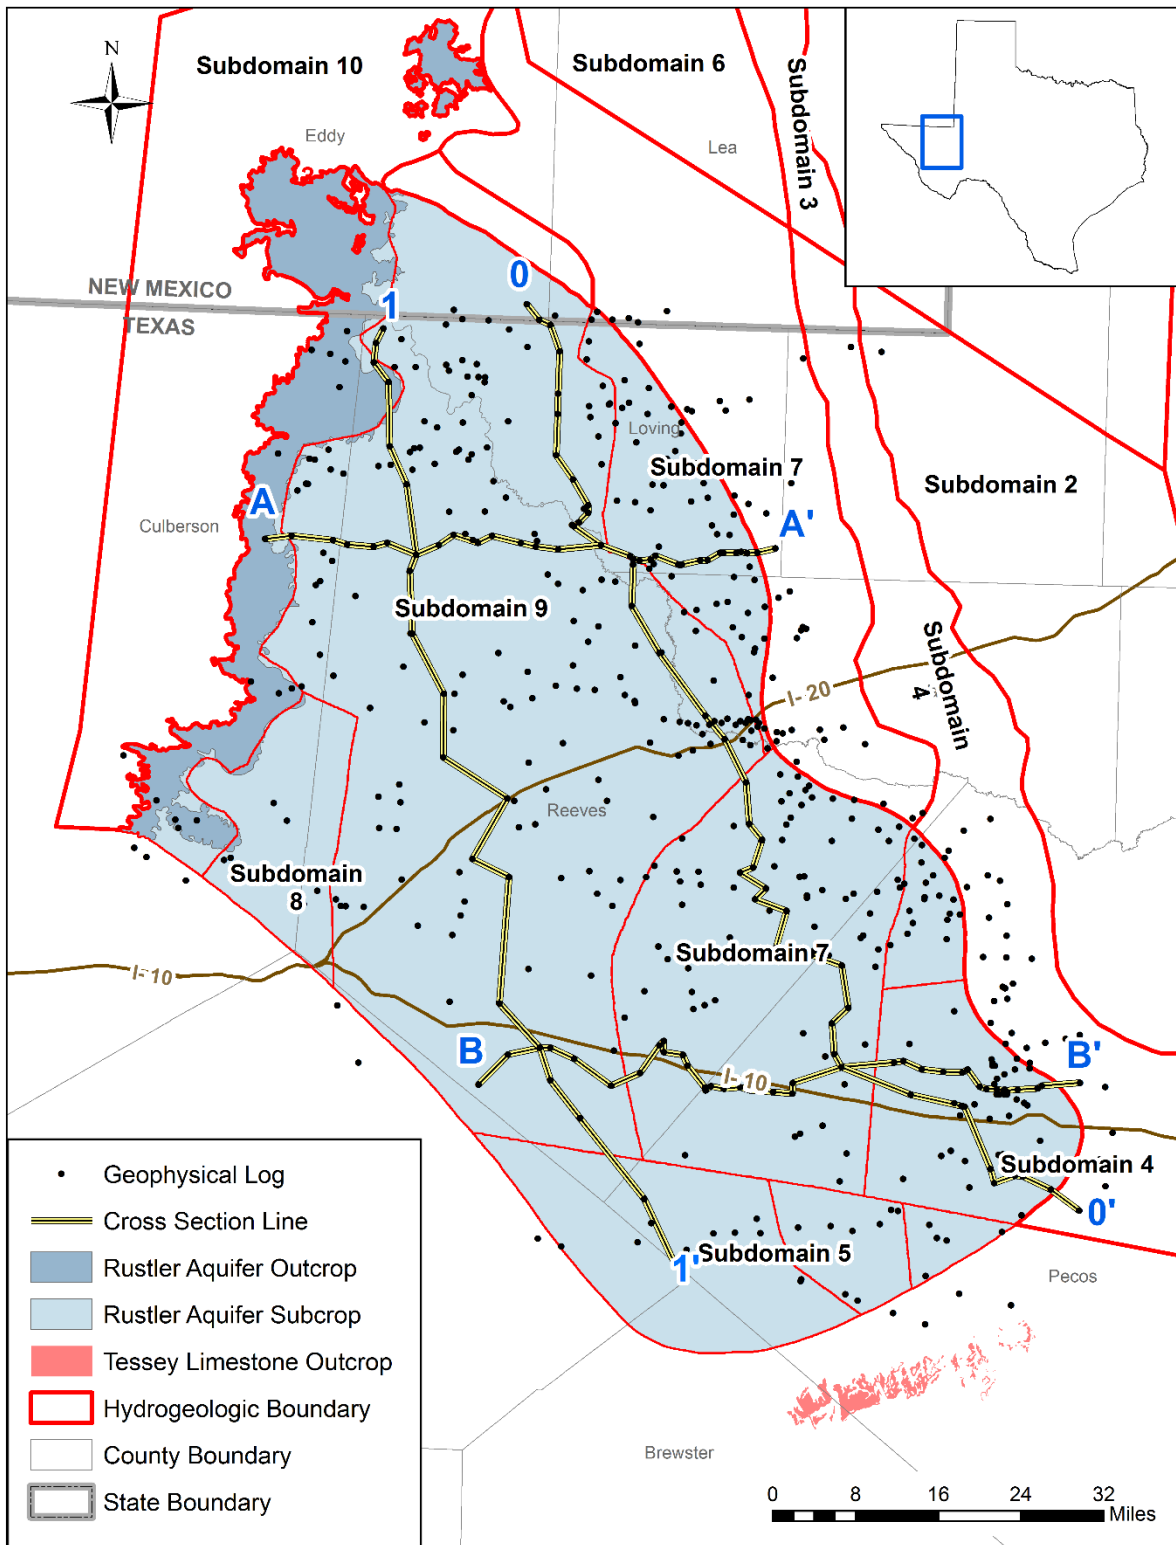 N
Subdomain 10
Subdomain 6
Subdomain 3
Eddy
Lea
NEW MEXICO
TEXAS
0
1
Loving
Subdomain 7
Subdomain 2
A
A'
Culberson
Subdomain 9
Subdomain
4
I-20
Reeves
Subdomain
8
Subdomain 7
I-10
B
B'
I-10
Subdomain 4
0'
1'
Subdomain 5
Pecos
Brewster
Geophysical Log
Cross Section Line
Rustler Aquifer Outcrop
Rustler Aquifer Subcrop
Tessey Limestone Outcrop
Hydrogeologic Boundary
County Boundary
State Boundary
0 8 16 24 32
Miles